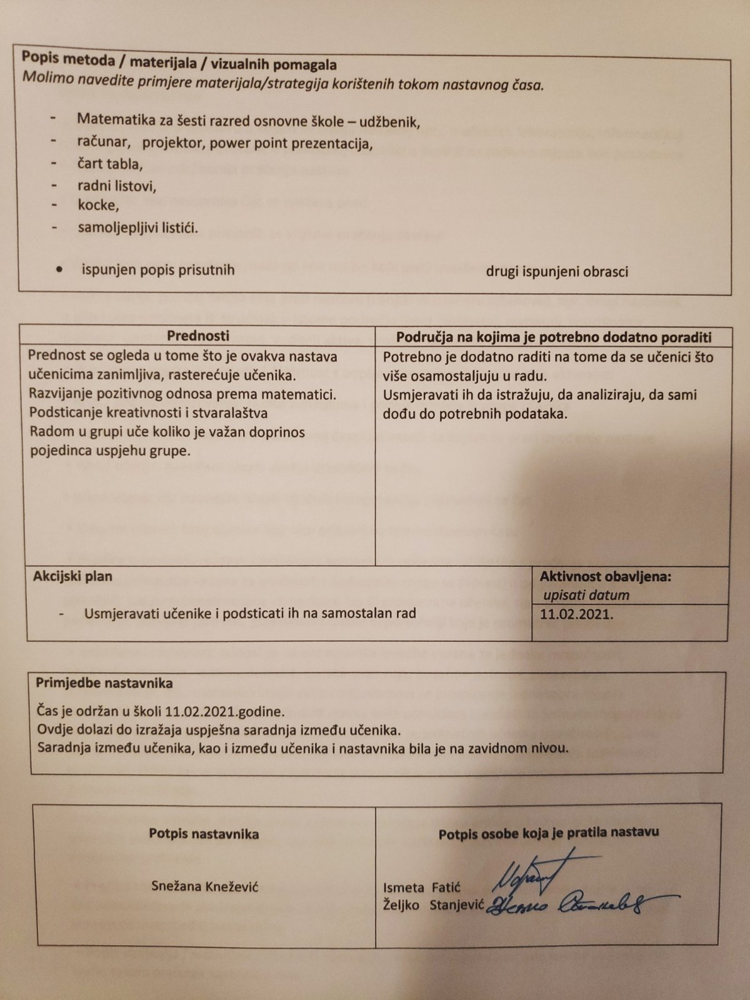 Popis metoda / materijala / vizualnih pomagala
Molimo navedite primjere materijala/strategija korištenih tokom nastavnog časa.
- Matematika za šesti razred osnovne škole – udžbenik,
- računar, projektor, power point prezentacija,
- čart tabla,
- radni listovi,
- kocke,
- samoljepljivi listići.
• ispunjen popis prisutnih drugi ispunjeni obrasci
Prednosti
Prednost se ogleda u tome što je ovakva nastava
učenicima zanimljiva, rasterećuje učenika.
Razvijanje pozitivnog odnosa prema matematici.
Podsticanje kreativnosti i stvaralaštva
Radom u grupi uče koliko je važan doprinos
pojedinca uspjehu grupe.
Područja na kojima je potrebno dodatno poraditi
Potrebno je dodatno raditi na tome da se učenici što
više osamostaljuju u radu.
Usmjeravati ih da istražuju, da analiziraju, da sami
dođu do potrebnih podataka.
Akcijski plan
- Usmjeravati učenike i podsticati ih na samostalan rad
Aktivnost obavljena:
upisati datum
11.02.2021.
Primjedbe nastavnika
Čas je održan u školi 11.02.2021.godine.
Ovdje dolazi do izražaja uspješna saradnja između učenika.
Saradnja između učenika, kao i između učenika i nastavnika bila je na zavidnom nivou.
Potpis nastavnika
Snežana Knežević
Potpis osobe koja je pratila nastavu
Ismeta Fatić
Željko Stanjević